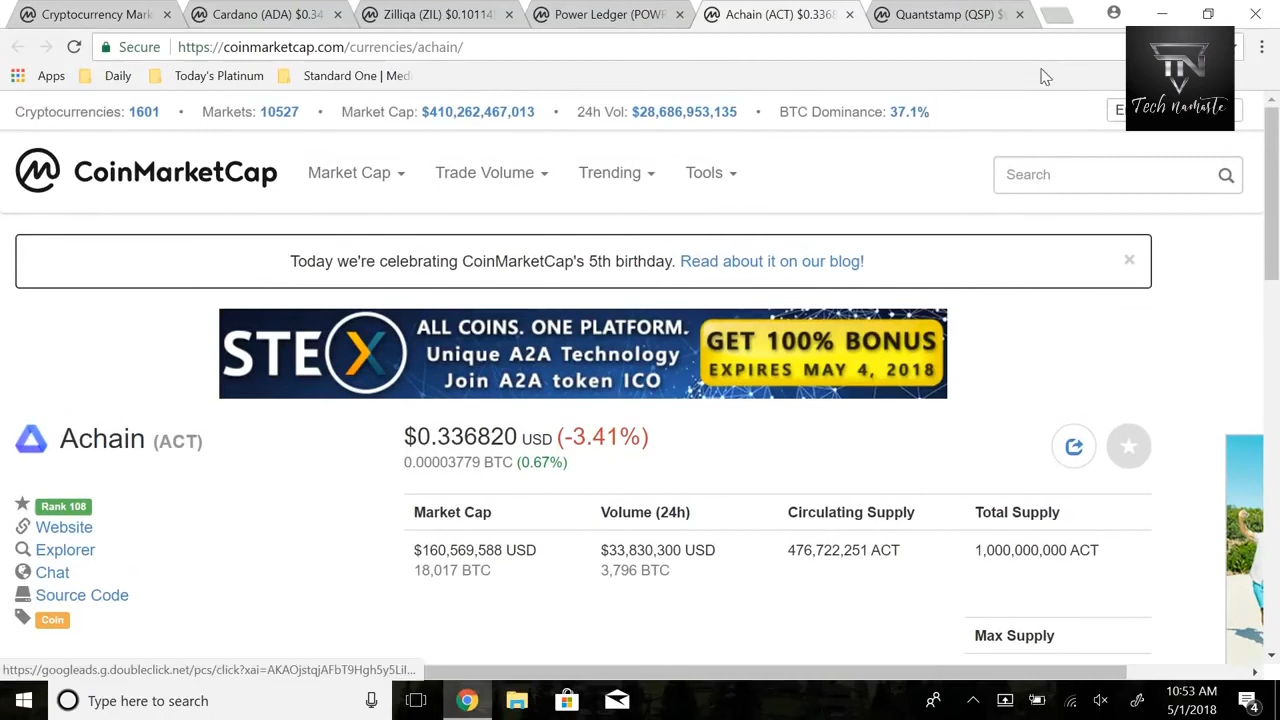 Cryptocurrency Mark
Cardano (ADA) $0.34
Zilliqa (ZIL) $0.10114
Power Ledger (POWR
Achain (ACT) $0.3368
Quantstamp (QSP) $
Secure
https://coinmarketcap.com/currencies/achain/
Apps
Daily
Today's Platinum
Standard One | Medi
Tech namaste
Cryptocurrencies: 1601 • Markets: 10527 • Market Cap: $410,262,467,013 • 24h Vol: $28,686,953,135 • BTC Dominance: 37.1%
E
CoinMarketCap
Market Cap
Trade Volume
Trending
Tools
Search
Today we're celebrating CoinMarketCap's 5th birthday. Read about it on our blog!
STEX
ALL COINS. ONE PLATFORM.
Unique A2A Technology
Join A2A token ICO
GET 100% BONUS
EXPIRES MAY 4, 2018
Achain (ACT)
$0.336820 USD (-3.41%)
0.00003779 BTC (0.67%)
Rank 108
Website
Explorer
Chat
Source Code
Coin
Market Cap
Volume (24h)
Circulating Supply
Total Supply
$160,569,588 USD
$33,830,300 USD
476,722,251 ACT
1,000,000,000 ACT
18,017 BTC
3,796 BTC
Max Supply
Type here to search
10:53 AM
5/1/2018
4